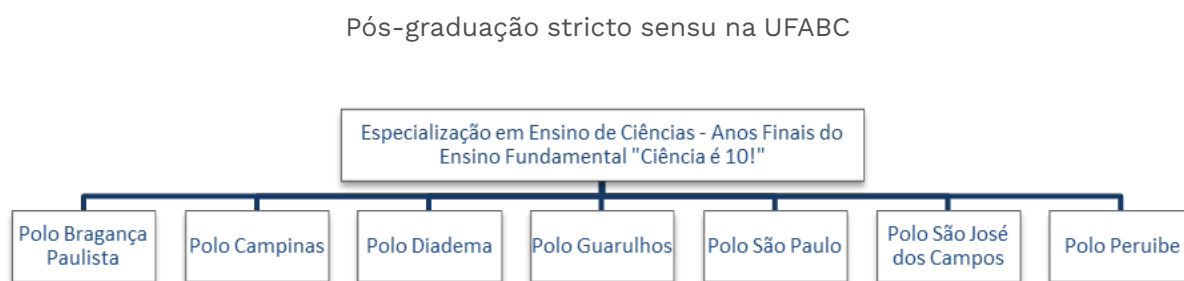 Pós-graduação stricto sensu na UFABC
Especialização em Ensino de Ciências - Anos Finais do
Ensino Fundamental "Ciência é 10!"
Polo Bragança
Paulista
Polo Campinas
Polo Diadema
Polo Guarulhos
Polo São Paulo
Polo São José
dos Campos
Polo Peruibe